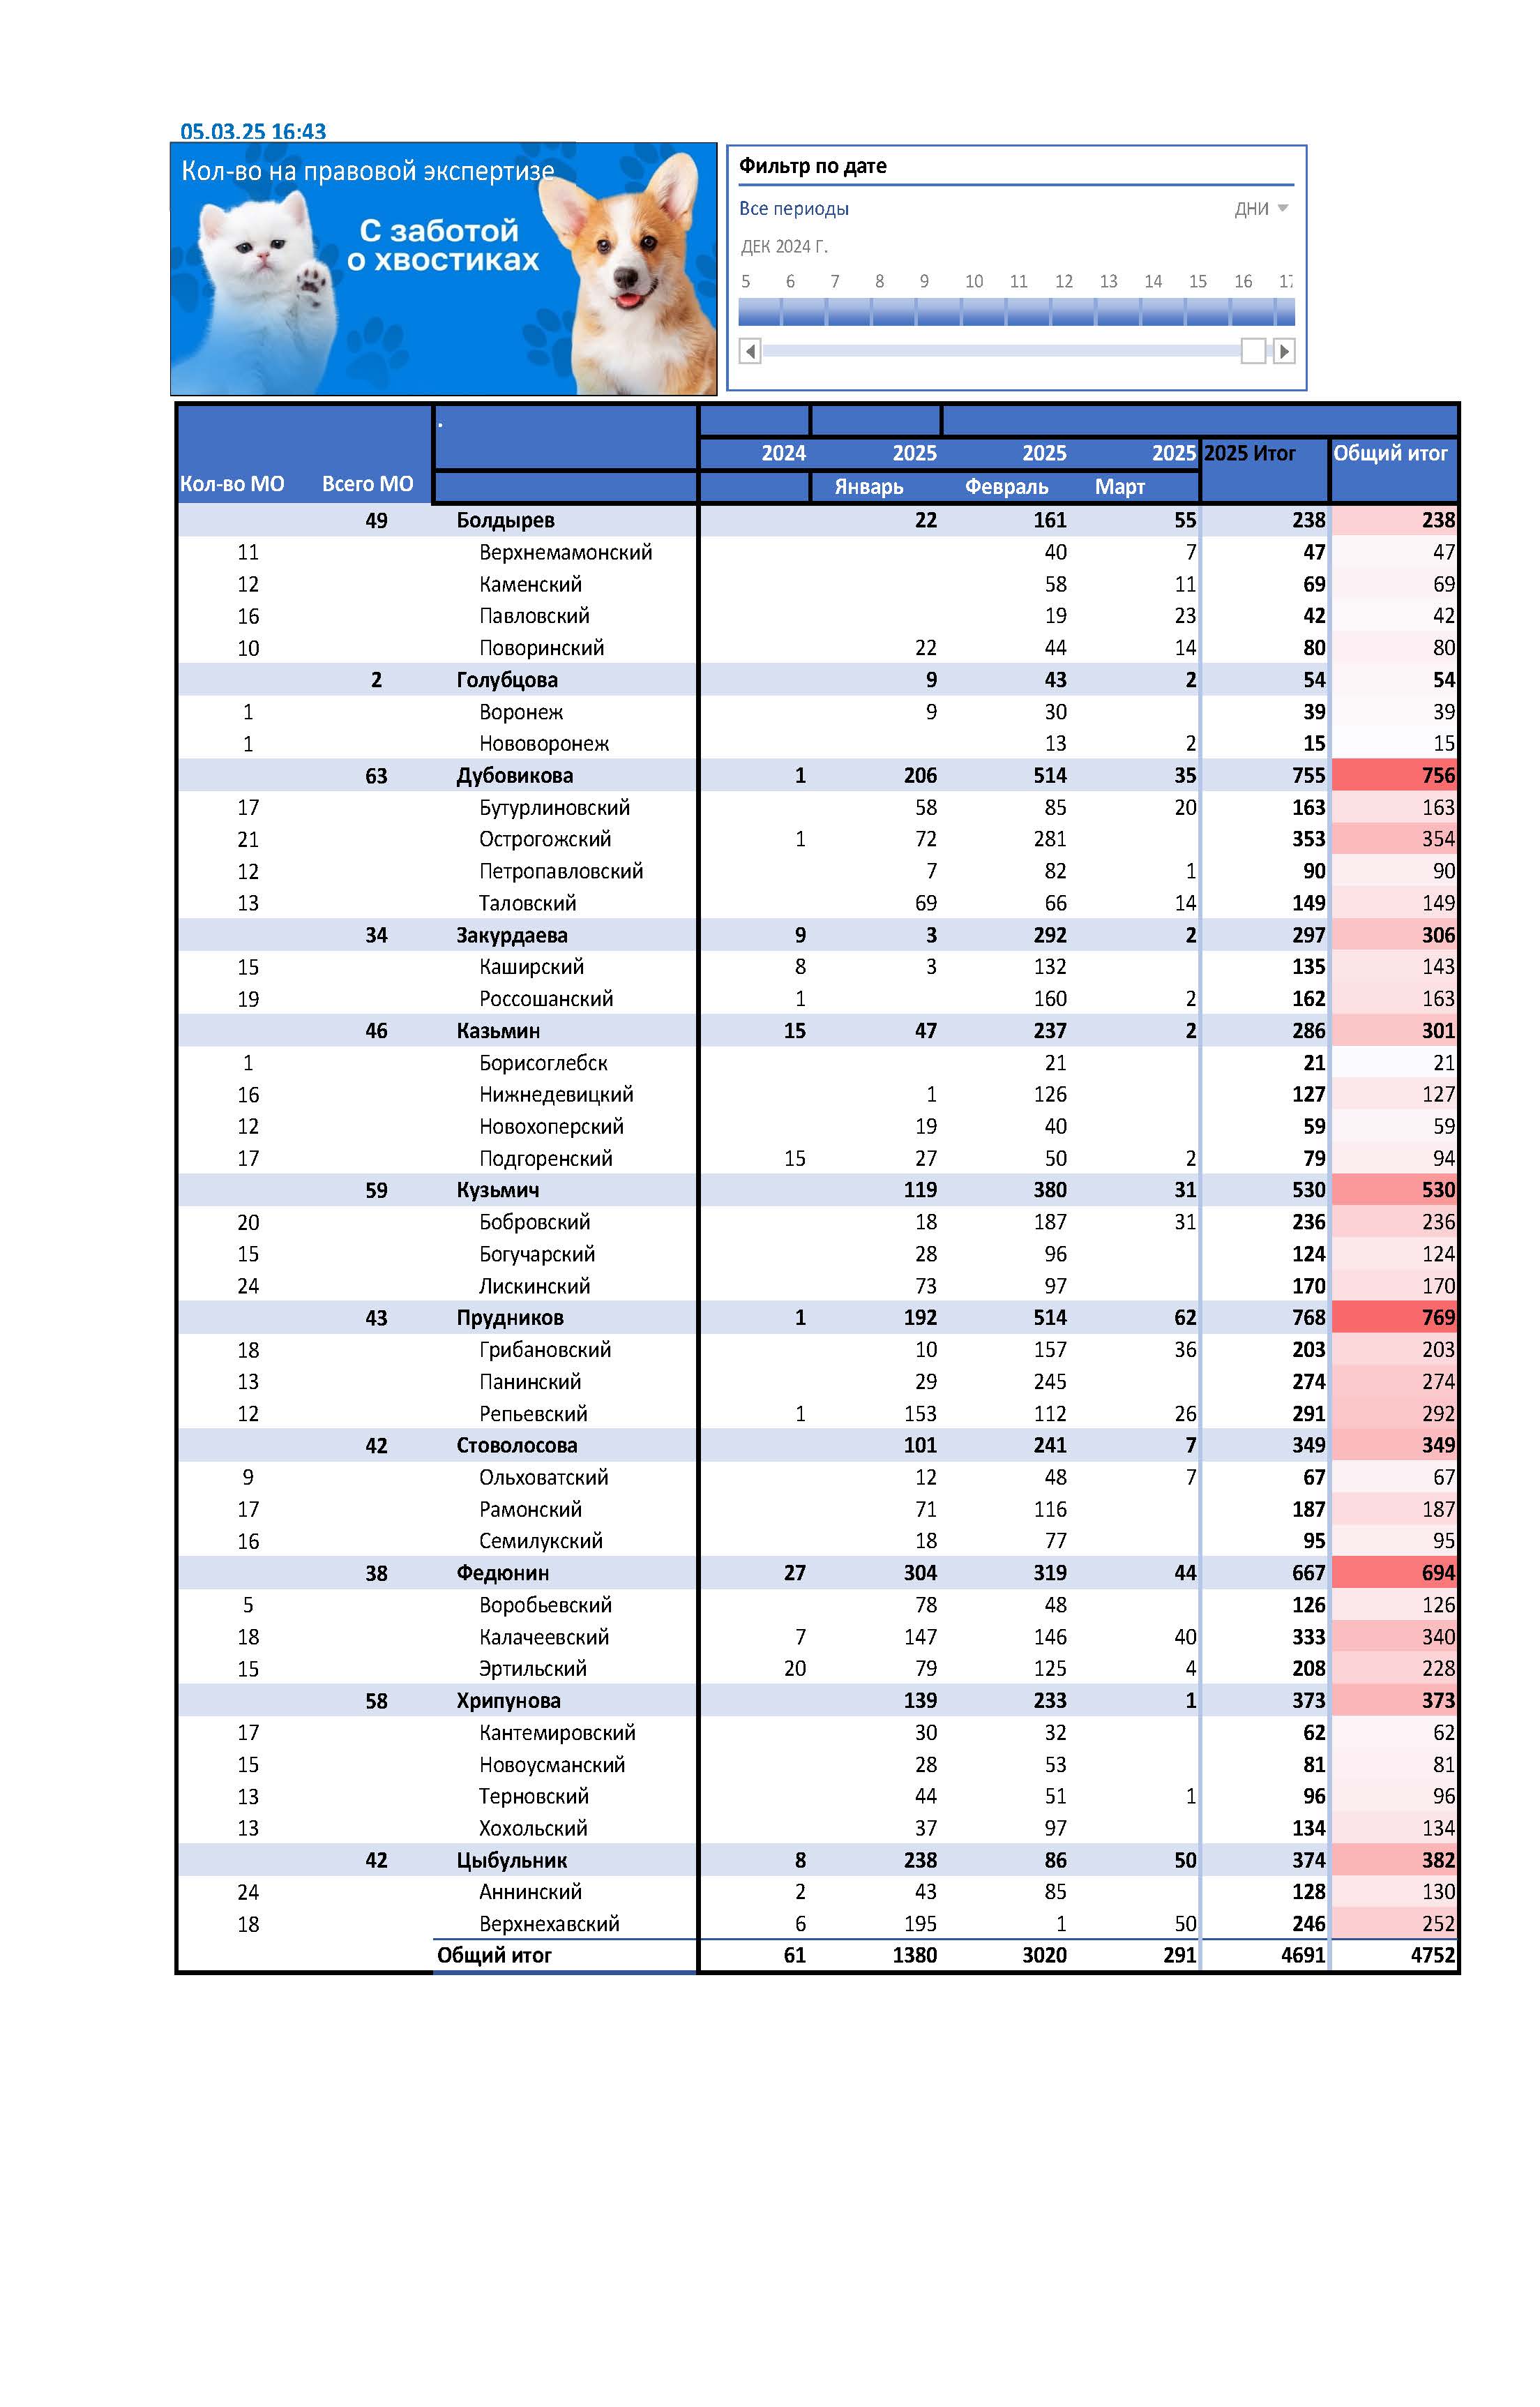 05.03.25 16:43
Кол-во на правовой экспертизе
С заботой
о хвостиках
Фильтр по дате
Все периоды ДНИ
ДЕК 2024 Г.
5 6 7 8 9 10 11 12 13 14 15 16 17
.
2024 2025 2025 2025 2025 Итог Общий итог
Кол-во МО Всего МО Январь Февраль Март
49 Болдырев 22 161 55 238 238
11 Верхнемамонский 40 7 47 47
12 Каменский 58 11 69 69
16 Павловский 19 23 42 42
10 Поворинский 22 44 14 80 80
2 Голубцова 9 43 2 54 54
1 Воронеж 9 30 39 39
1 Нововоронеж 13 2 15 15
63 Дубовикова 1 206 514 35 755 756
17 Бутурлиновский 58 85 20 163 163
21 Острогожский 1 72 281 353 354
12 Петропавловский 7 82 1 90 90
13 Таловский 69 66 14 149 149
34 Закурдаева 9 3 292 2 297 306
15 Каширский 8 3 132 135 143
19 Россошанский 1 160 2 162 163
46 Казьмин 15 47 237 2 286 301
1 Борисоглебск 21 21 21
16 Нижнедевицкий 1 126 127 127
12 Новохоперский 19 40 59 59
17 Подгоренский 15 27 50 2 79 94
59 Кузьмич 119 380 31 530 530
20 Бобровский 18 187 31 236 236
15 Богучарский 28 96 124 124
24 Лискинский 73 97 170 170
43 Прудников 1 192 514 62 768 769
18 Грибановский 10 157 36 203 203
13 Панинский 29 245 274 274
12 Репьевский 1 153 112 26 291 292
42 Стоволосова 101 241 7 349 349
9 Ольховатский 12 48 7 67 67
17 Рамонский 71 116 187 187
16 Семилукский 18 77 95 95
38 Федюнин 27 304 319 44 667 694
5 Воробьевский 78 48 126 126
18 Калачеевский 7 147 146 40 333 340
15 Эртильский 20 79 125 4 208 228
58 Хрипунова 139 233 1 373 373
17 Кантемировский 30 32 62 62
15 Новоусманский 28 53 81 81
13 Терновский 44 51 1 96 96
13 Хохольский 37 97 134 134
42 Цыбульник 8 238 86 50 374 382
24 Аннинский 2 43 85 128 130
18 Верхнехавский 6 195 1 50 246 252
Общий итог 61 1380 3020 291 4691 4752